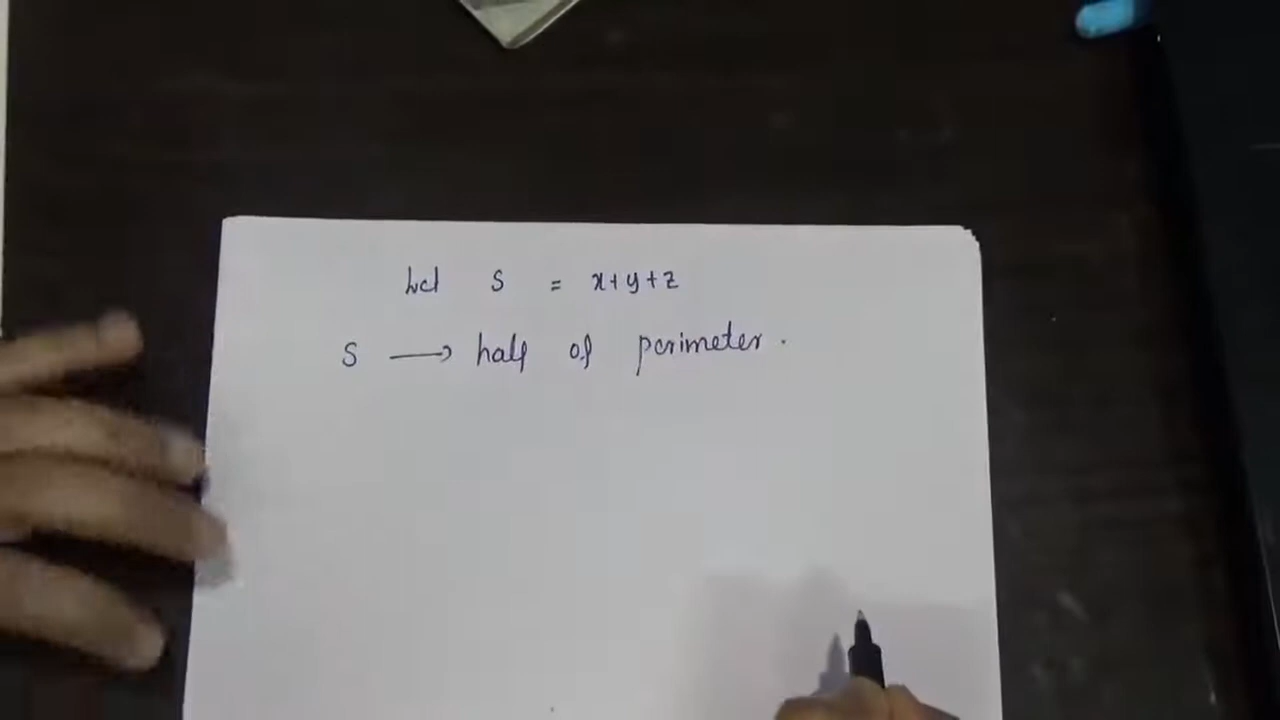 Let S = x+y+z
S → half of perimeter.